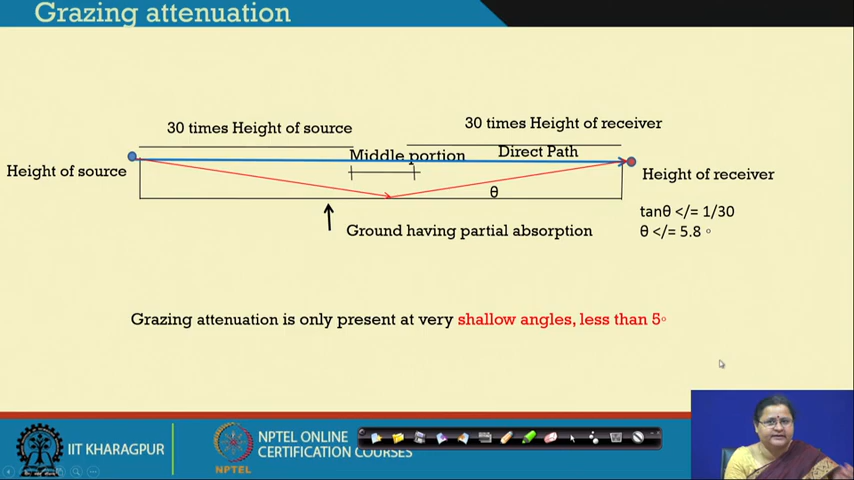 Grazing attenuation
30 times Height of source
30 times Height of receiver
Middle portion
Direct Path
Height of source
Height of receiver
θ
tanθ </= 1/30
θ </= 5.8 °
Ground having partial absorption
Grazing attenuation is only present at very shallow angles, less than 5°
IIT KHARAGPUR
NPTEL
NPTEL ONLINE
CERTIFICATION COURSES